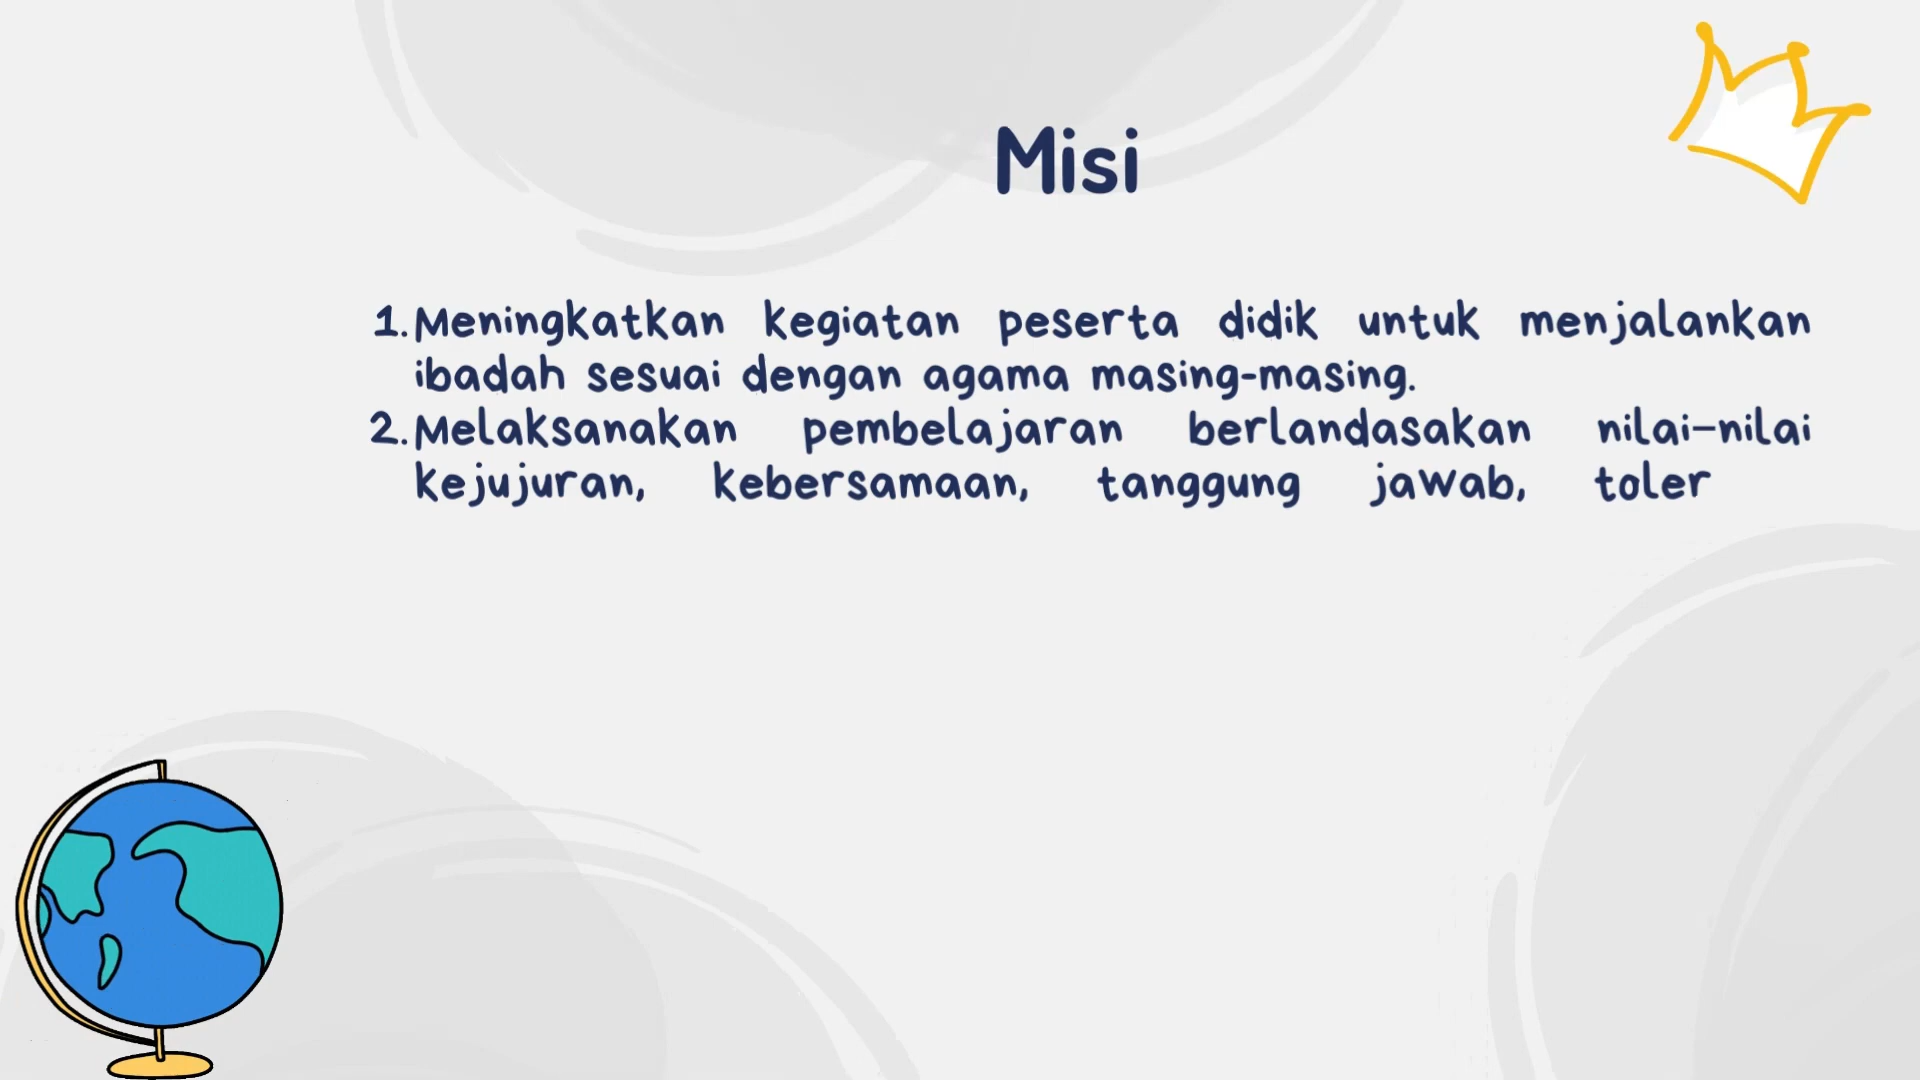 Misi
1. Meningkatkan kegiatan peserta didik untuk menjalankan
ibadah sesuai dengan agama masing-masing.
2. Melaksanakan pembelajaran berlandasakan nilai-nilai
kejujuran, kebersamaan, tanggung jawab, toler